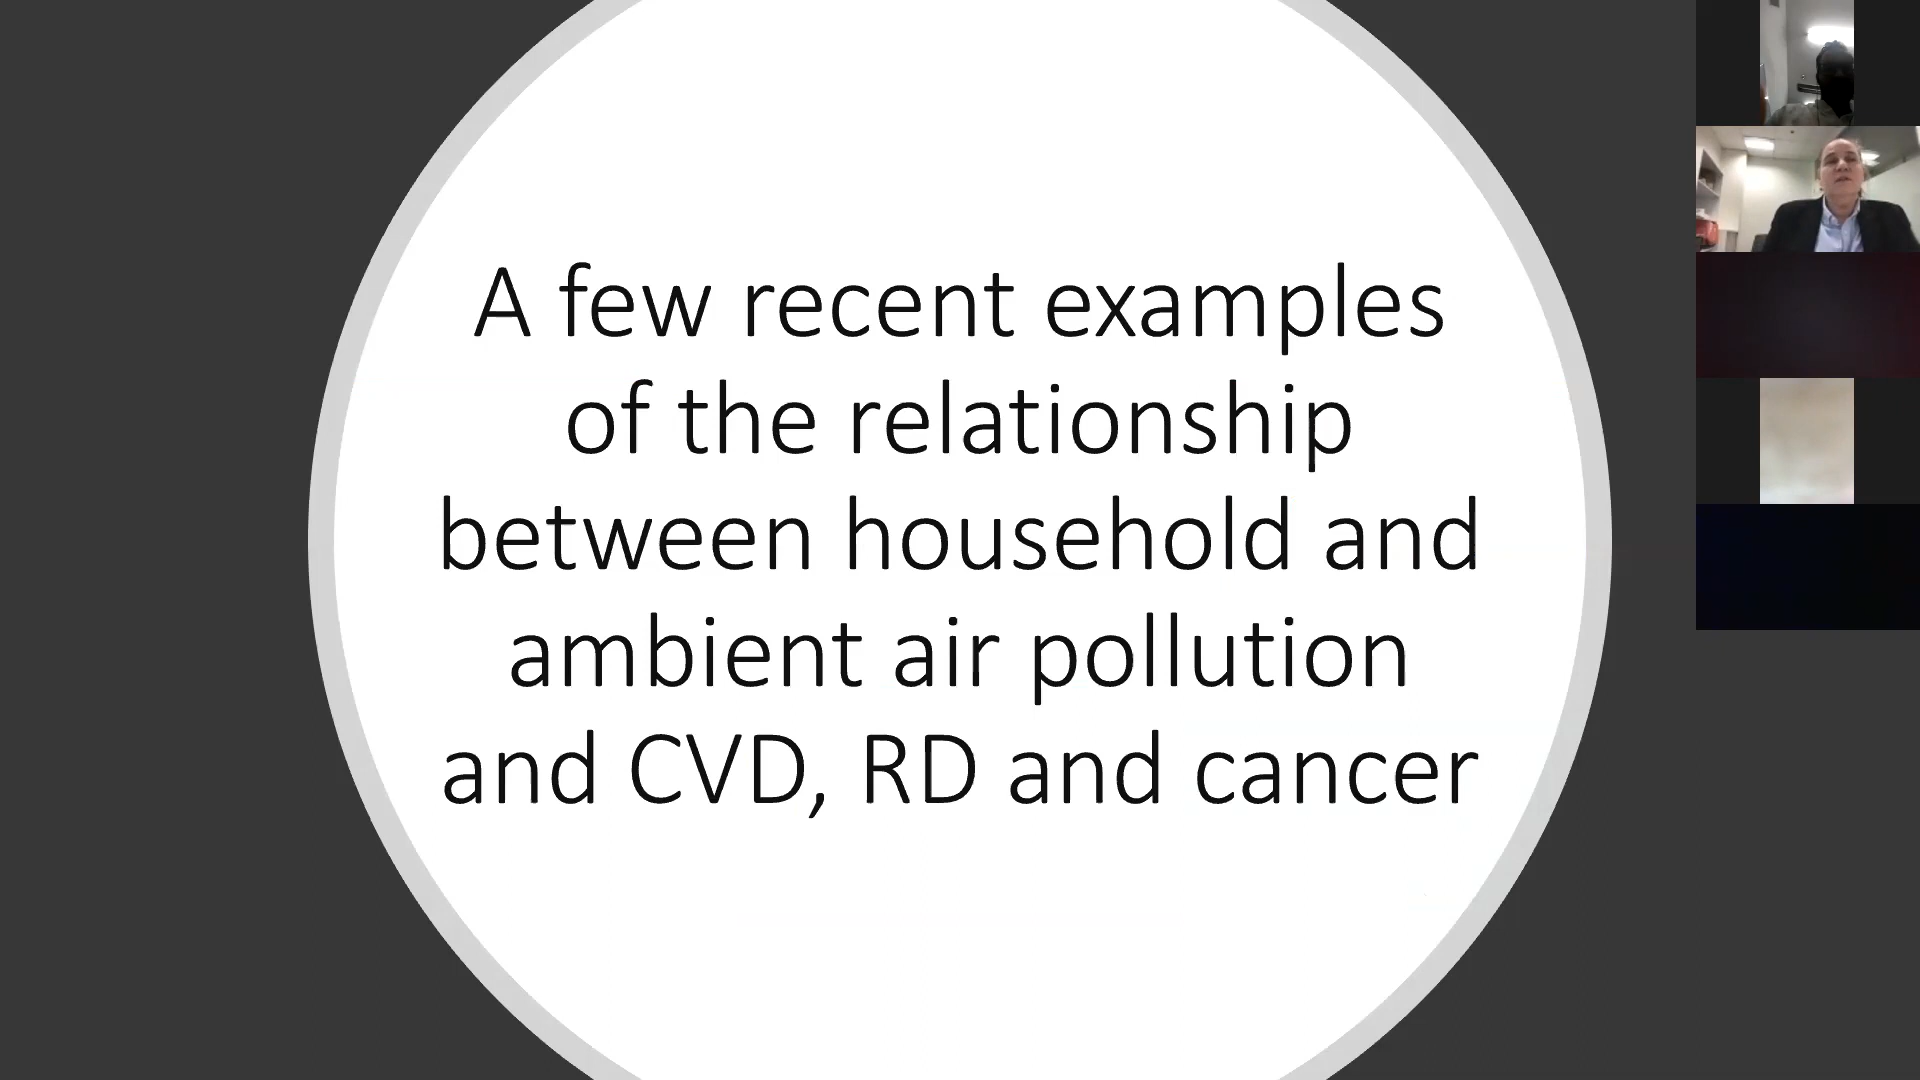 A few recent examples
of the relationship
between household and
ambient air pollution
and CVD, RD and cancer